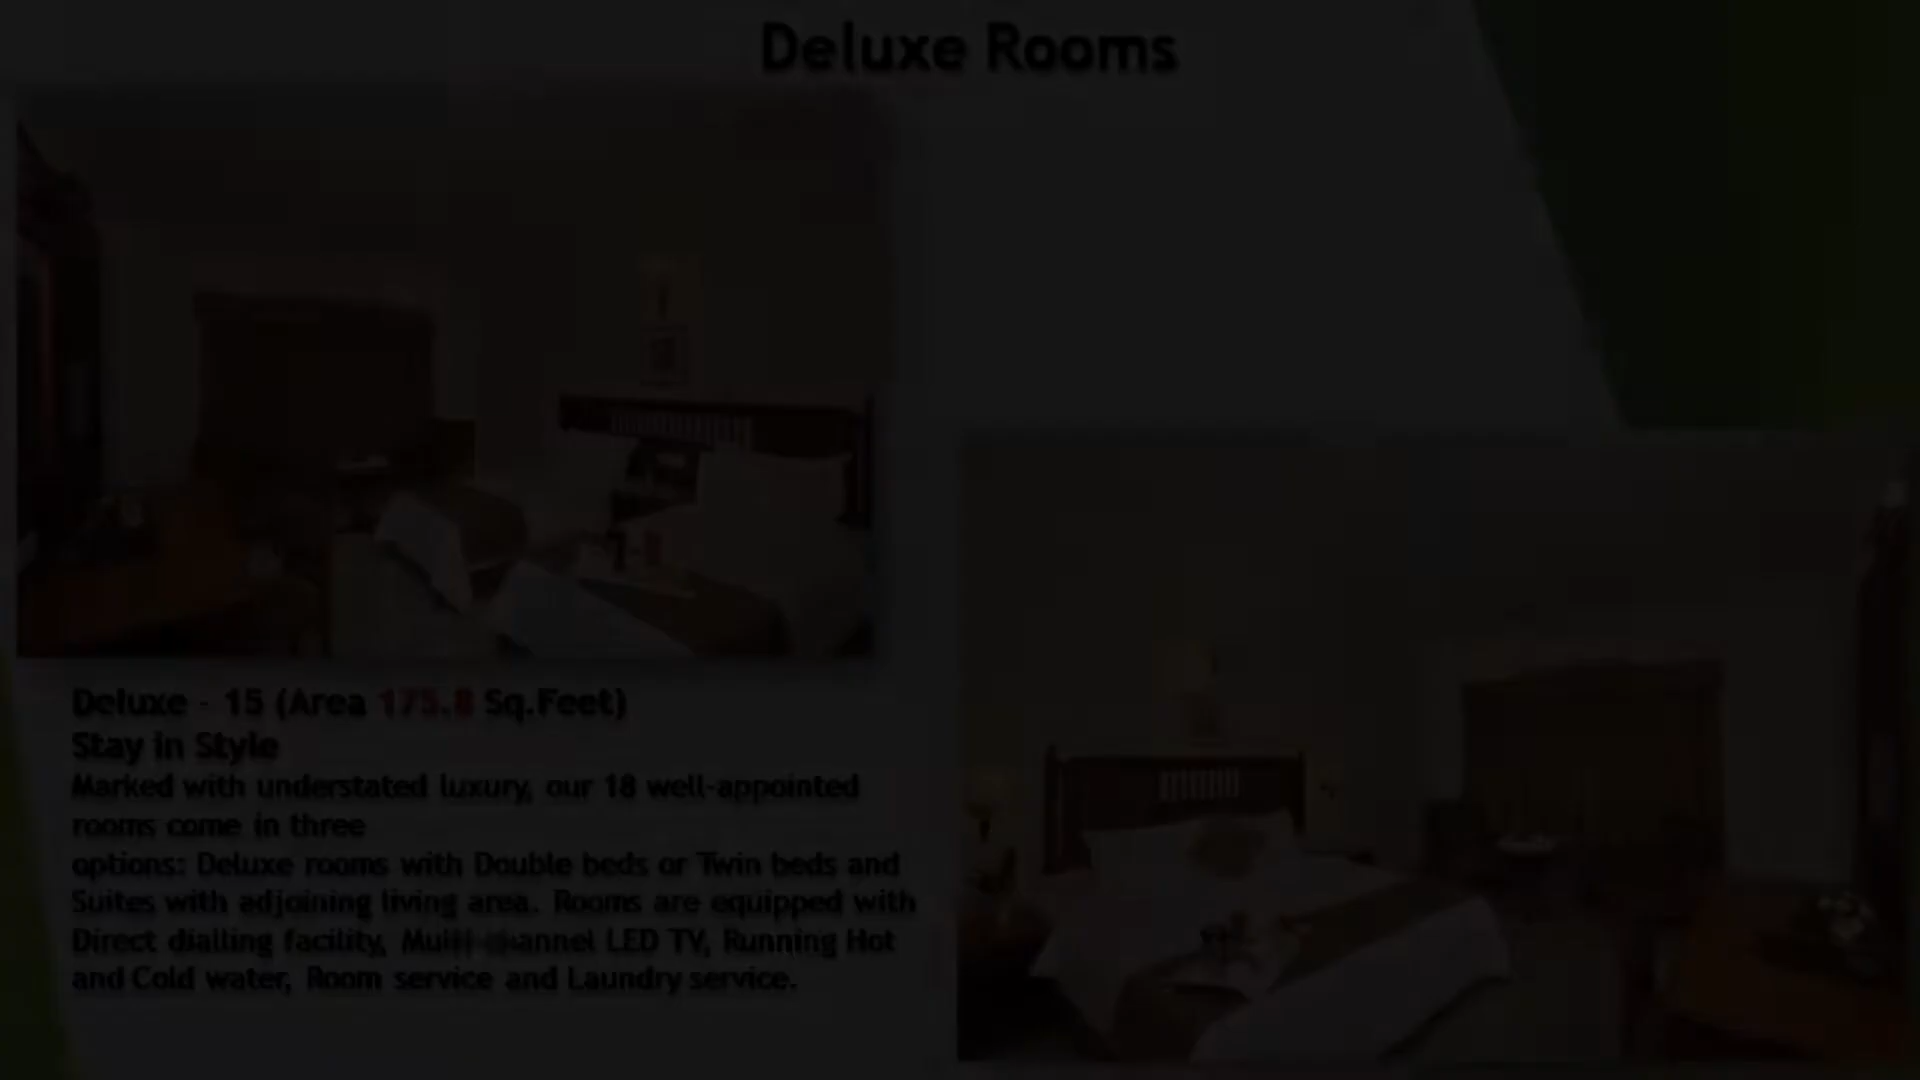 Deluxe Rooms
Deluxe - 15 (Area 175.8 Sq.Feet)
Stay in Style
Marked with understated luxury, our 18 well-appointed
rooms come in three
options: Deluxe rooms with Double beds or Twin beds and
Suites with adjoining living area. Rooms are equipped with
Direct dialling facility, Multi-channel LED TV, Running Hot
and Cold water, Room service and Laundry service.